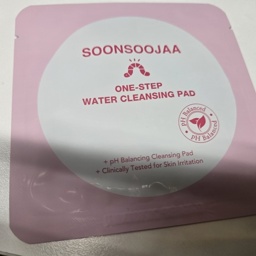 SOONSOOJAA
ONE-STEP
WATER CLEANSING PAD
pH Balanced
pH Balanced
+ pH Balancing Cleansing Pad
+ Clinically Tested for Skin Irritation